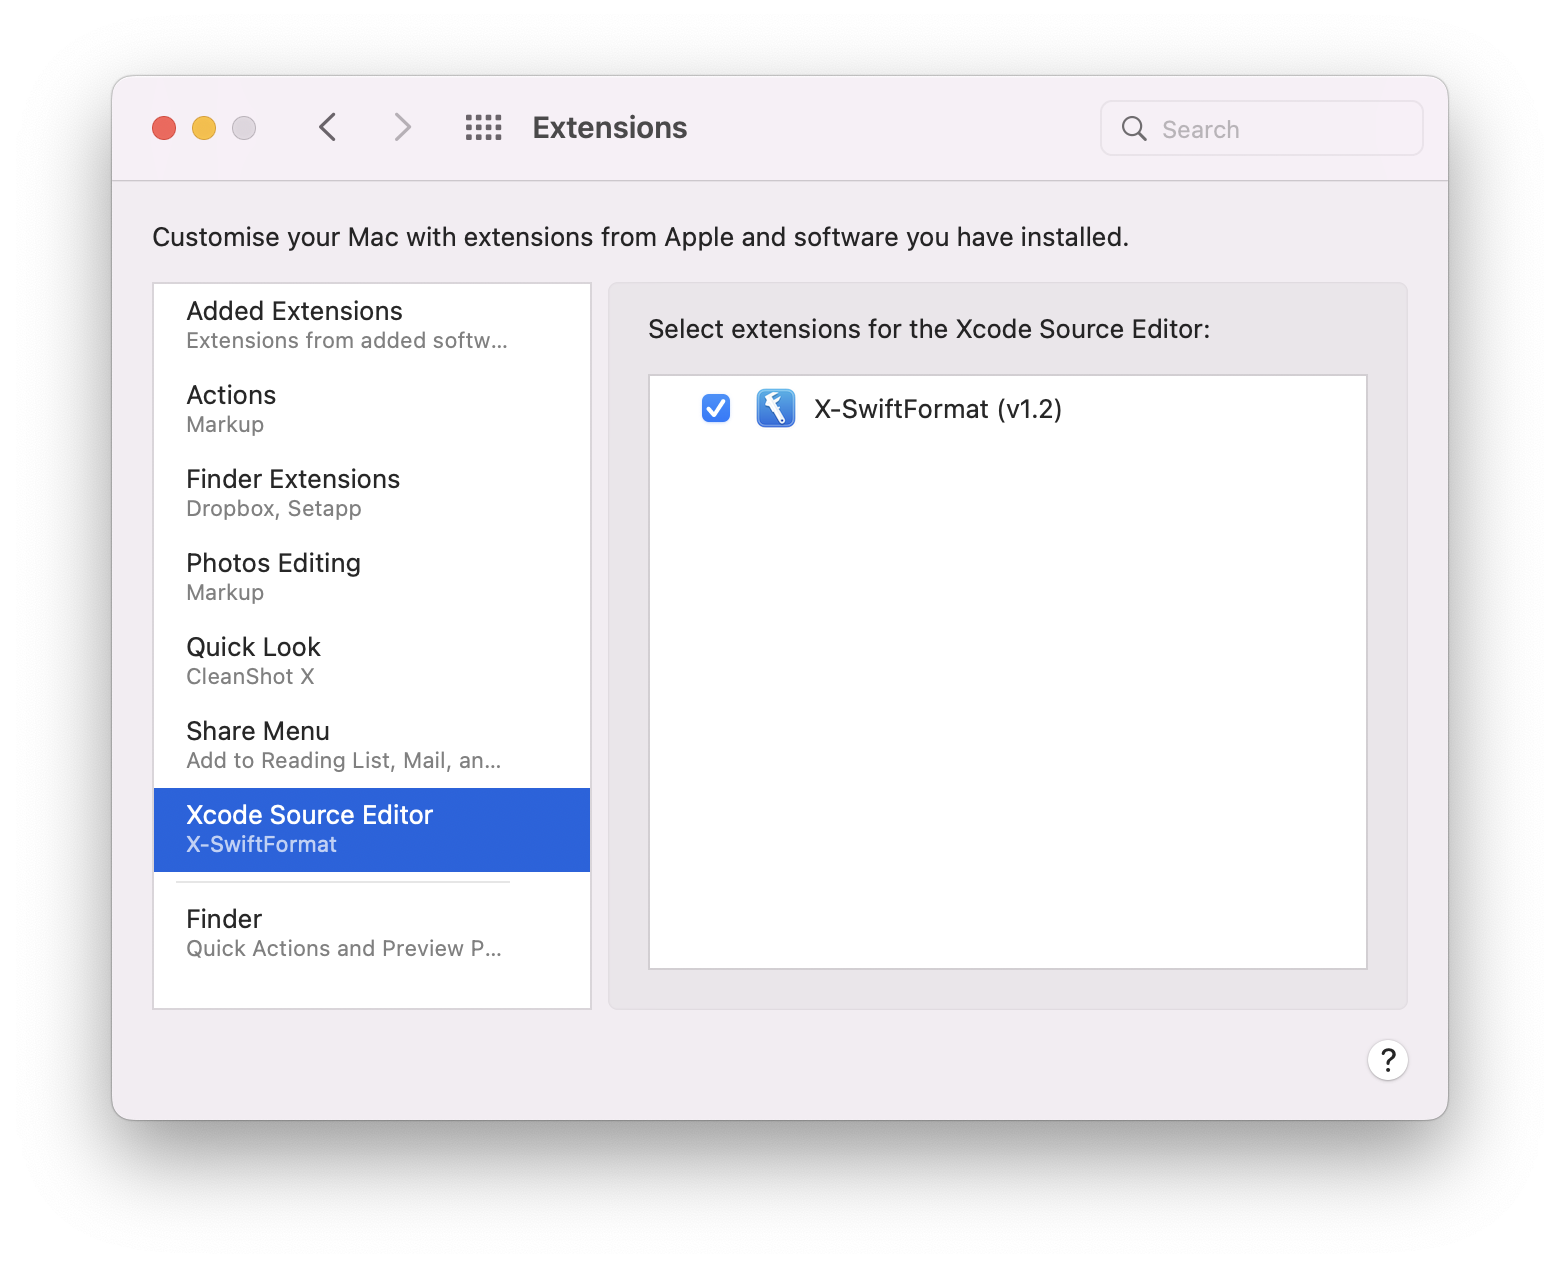 Extensions
Search
Customise your Mac with extensions from Apple and software you have installed.
Added Extensions
Extensions from added softw...
Actions
Markup
Finder Extensions
Dropbox, Setapp
Photos Editing
Markup
Quick Look
CleanShot X
Share Menu
Add to Reading List, Mail, an...
Xcode Source Editor
X-SwiftFormat
Finder
Quick Actions and Preview P...
Select extensions for the Xcode Source Editor:
X-SwiftFormat (v1.2)
?